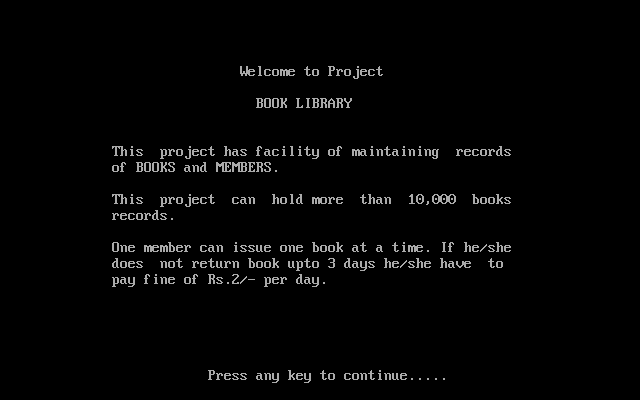 Welcome to Project
BOOK LIBRARY
This  project has facility of maintaining  records
of BOOKS and MEMBERS.
This  project  can  hold more  than  10,000  books
records.
One member can issue one book at a time. If he/she
does  not return book upto 3 days he/she have  to
pay fine of Rs.2/- per day.
Press any key to continue.....